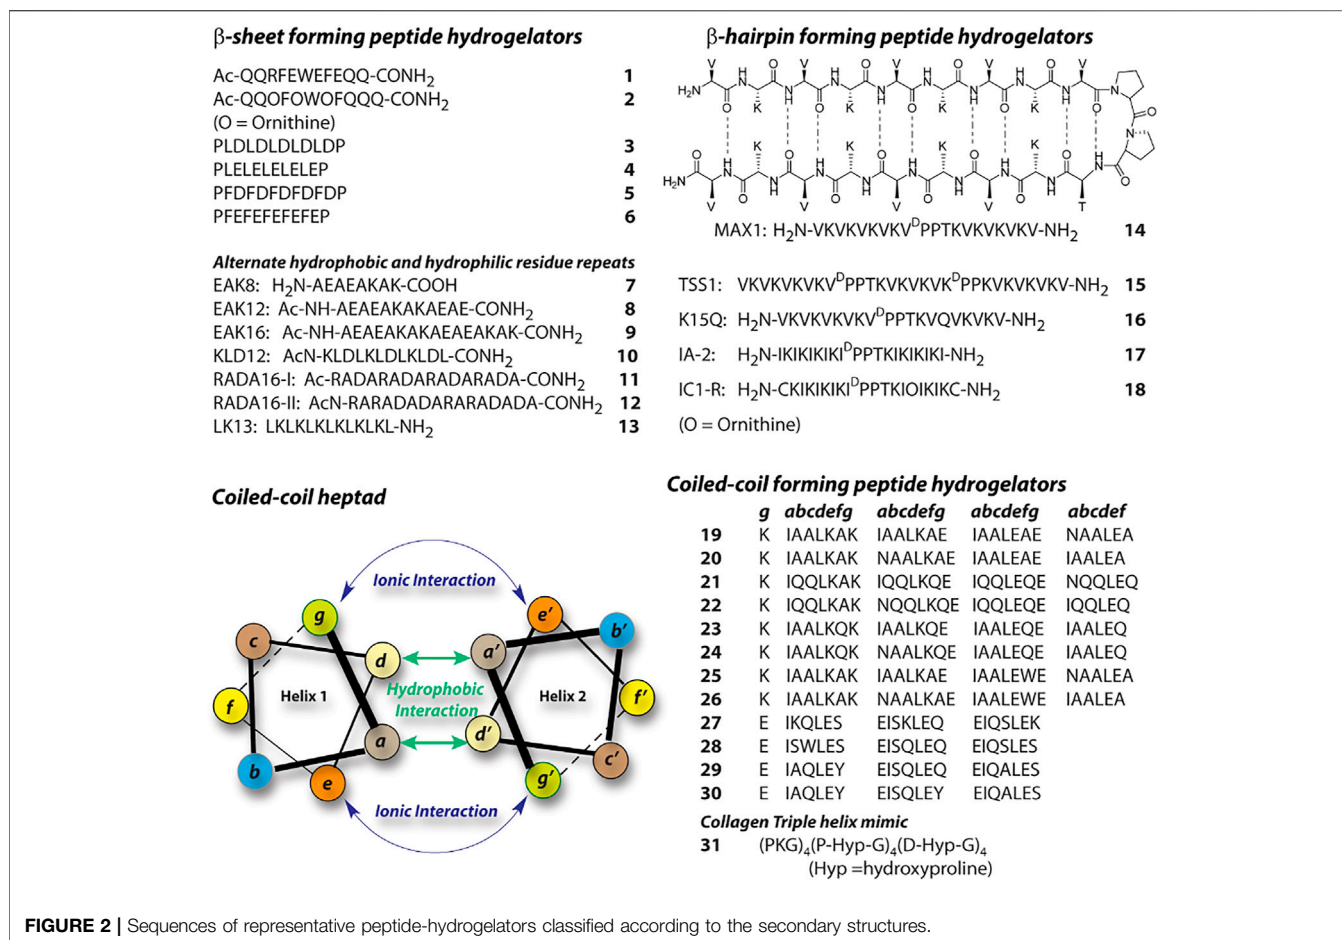 β-sheet forming peptide hydrogelators
Ac-QQRFEWEFEQQ-CONH2 1
Ac-QQOFOWOFQQQ-CONH2 2
(O = Ornithine)
PLDLDLDLDLDP 3
PLELELELELEP 4
PFDFDFDFDFDP 5
PFEFEFEFEFEP 6
Alternate hydrophobic and hydrophilic residue repeats
EAK8: H2N-AEAEAKAK-COOH 7
EAK12: Ac-NH-AEAEAKAKAEAE-CONH2 8
EAK16: Ac-NH-AEAEAKAKAEAEAKAK-CONH2 9
KLD12: AcN-KLDLKLDLKLDL-CONH2 10
RADA16-I: Ac-RADARADARADARADA-CONH2 11
RADA16-II: AcN-RARADADARARADADA-CONH2 12
LK13: LKLKLKLKLKLKL-NH2 13
β-hairpin forming peptide hydrogelators
V O V O V O V O V
H2N H N N H H N N H H N N H H N N H H N N O
O K O K O K O K O N
O K O K O K O K H N O
H2N H N N H H N N H H N N H H N N H
V O V O V O V O T
MAX1: H2N-VKVKVKVKVDPPTKVKVKVKV-NH2 14
TSS1: VKVKVKVKVDPPTKVKVKVKDPPKVKVKVKV-NH2 15
K15Q: H2N-VKVKVKVKVDPPTKVQVKVKV-NH2 16
IA-2: H2N-IKIKIKIKIDPPTKIKIKIKI-NH2 17
IC1-R: H2N-CKIKIKIKIDPPTKIOIKIKC-NH2 18
(O = Ornithine)
Coiled-coil heptad
Ionic Interaction
g e'
c b'
d a'
Hydrophobic
Interaction
Helix 1 Helix 2
f f'
a d'
b c'
e g'
Ionic Interaction
Coiled-coil forming peptide hydrogelators
g abcdefg abcdefg abcdefg abcdef
19 K IAALKAK IAALKAE IAALEAE NAALEA
20 K IAALKAK NAALKAE IAALEAE IAALEA
21 K IQQLKAK IQQLKQE IQQLEQE NQQLEQ
22 K IQQLKAK NQQLKQE IQQLEQE IQQLEQ
23 K IAALKQK IAALKQE IAALEQE IAALEQ
24 K IAALKQK NAALKQE IAALEQE IAALEQ
25 K IAALKAK IAALKAE IAALEWE NAALEA
26 K IAALKAK NAALKAE IAALEWE IAALEA
27 E IKQLES EISKLEQ EIQSLEK
28 E ISWLES EISQLEQ EIQSLES
29 E IAQLEY EISQLEQ EIQALES
30 E IAQLEY EISQLEY EIQALES
Collagen Triple helix mimic
31 (PKG)4(P-Hyp-G)4(D-Hyp-G)4
(Hyp =hydroxyproline)
FIGURE 2 | Sequences of representative peptide-hydrogelators classified according to the secondary structures.